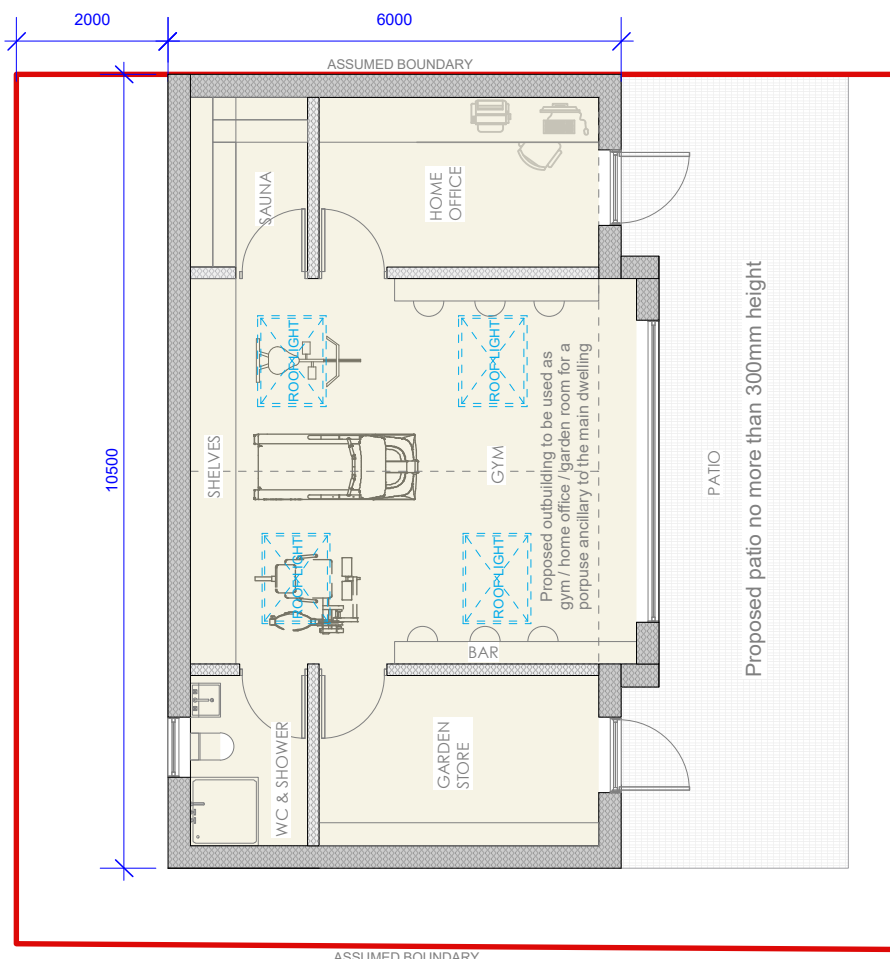 2000
6000
ASSUMED BOUNDARY
SAUNA
HOME
OFFICE
ROOF LIGHT
ROOF LIGHT
10500
SHELVES
GYM
Proposed outbuilding to be used as
gym / home office / garden room for a
porpuse ancillary to the main dwelling
PATIO
Proposed patio no more than 300mm height
ROOF LIGHT
ROOF LIGHT
BAR
WC & SHOWER
GARDEN
STORE
ASSUMED BOUNDARY